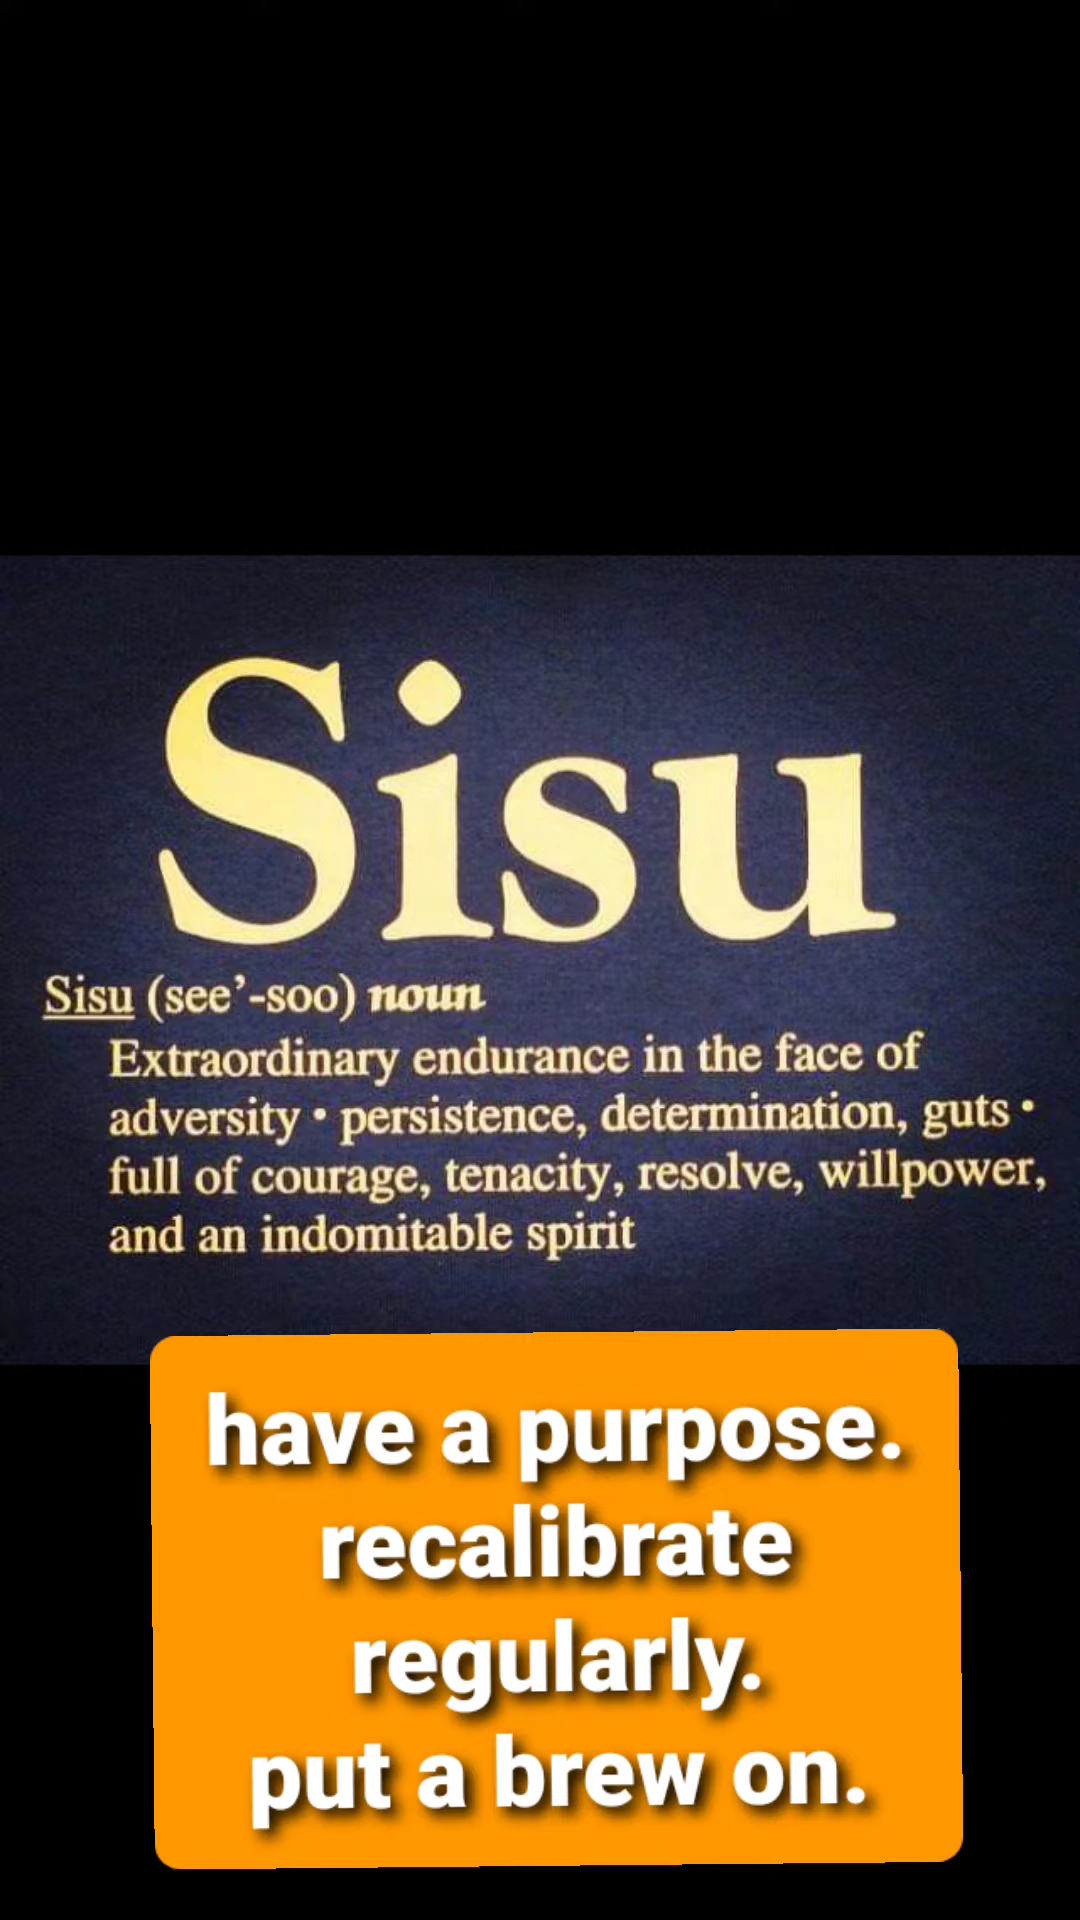 Sisu
Sisu (see’-soo) noun
Extraordinary endurance in the face of
adversity • persistence, determination, guts •
full of courage, tenacity, resolve, willpower,
and an indomitable spirit
have a purpose.
recalibrate
regularly.
put a brew on.